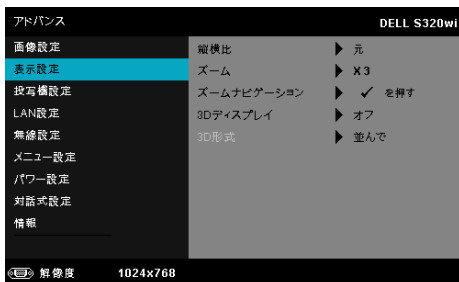 アドバンス DELL S320wi
画像設定
表示設定
投写機設定
LAN設定
無線設定
メニュー設定
パワー設定
対話式設定
情報
縦横比 元
ズーム X3
ズームナビゲーション ✓ を押す
3Dディスプレイ オフ
3D形式 並んで
解像度 1024x768